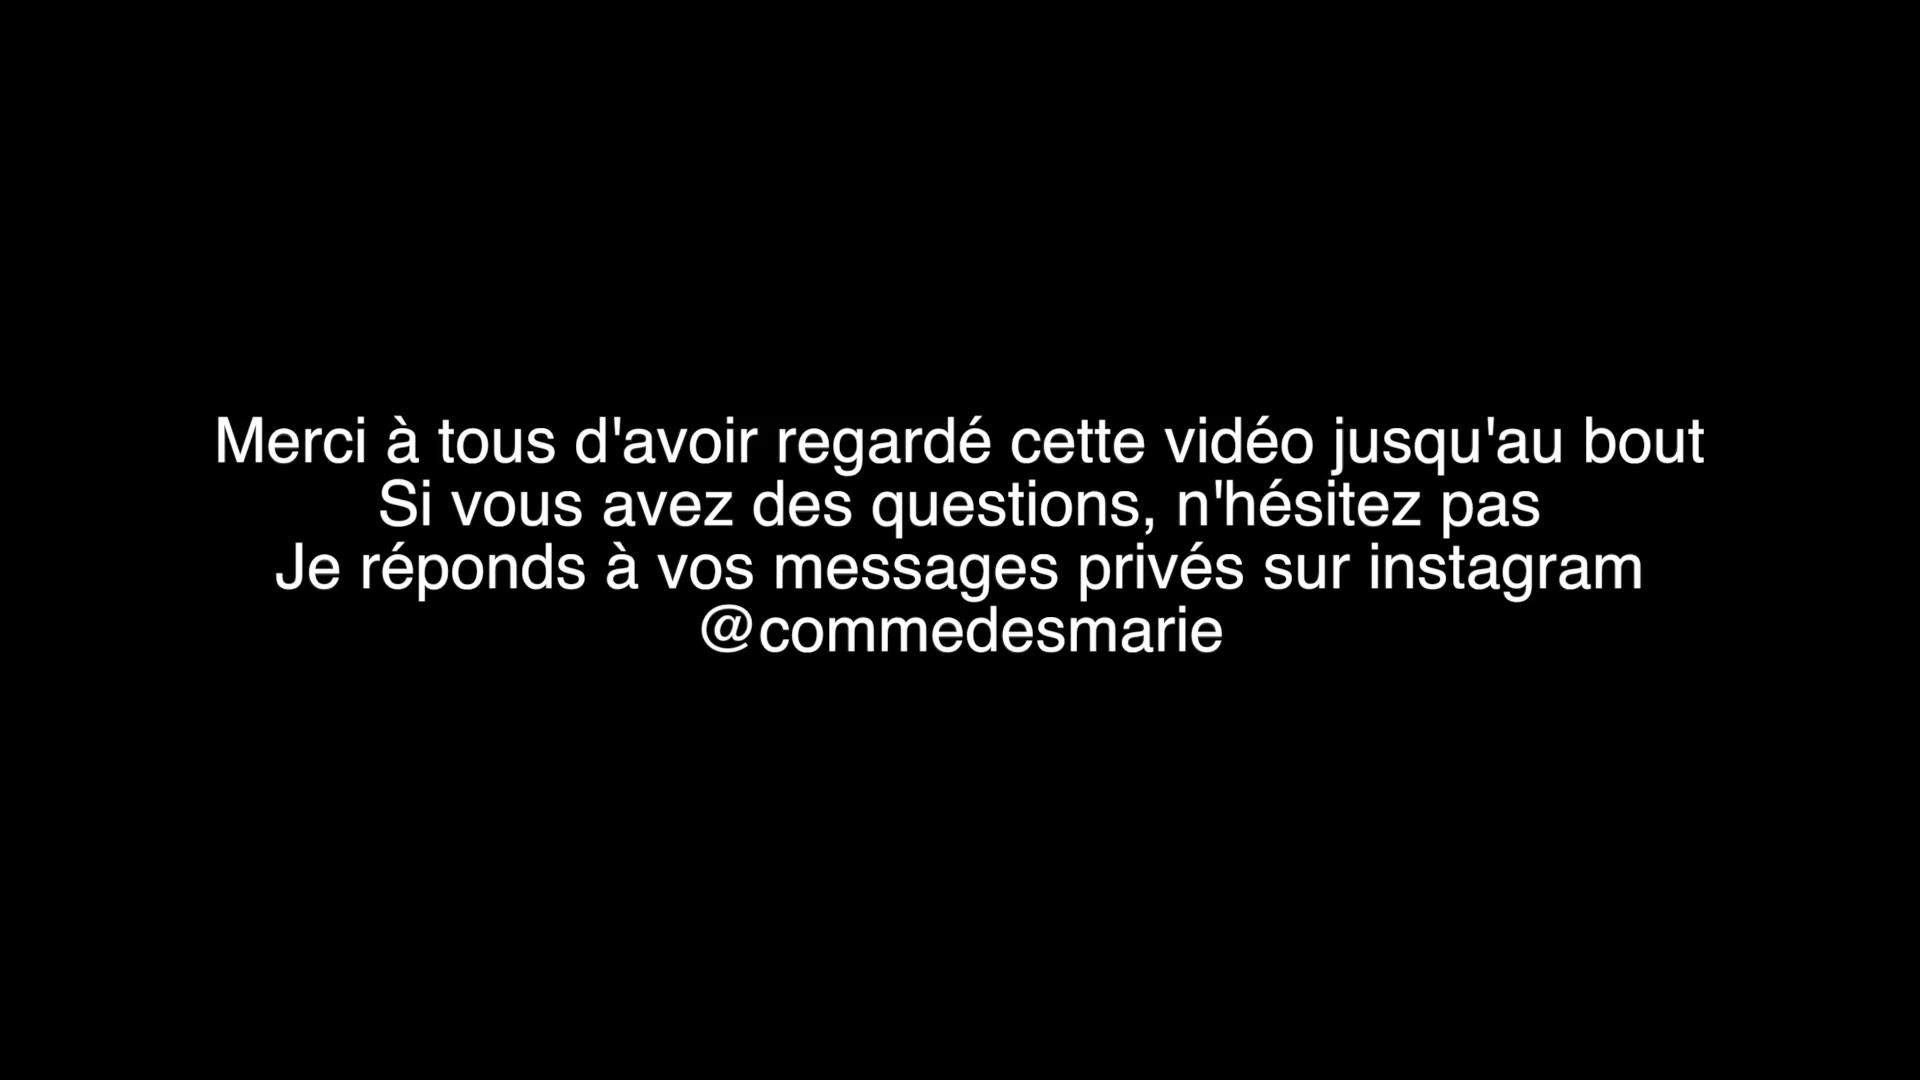 Merci à tous d'avoir regardé cette vidéo jusqu'au bout
Si vous avez des questions, n'hésitez pas
Je réponds à vos messages privés sur instagram
@commedesmarie